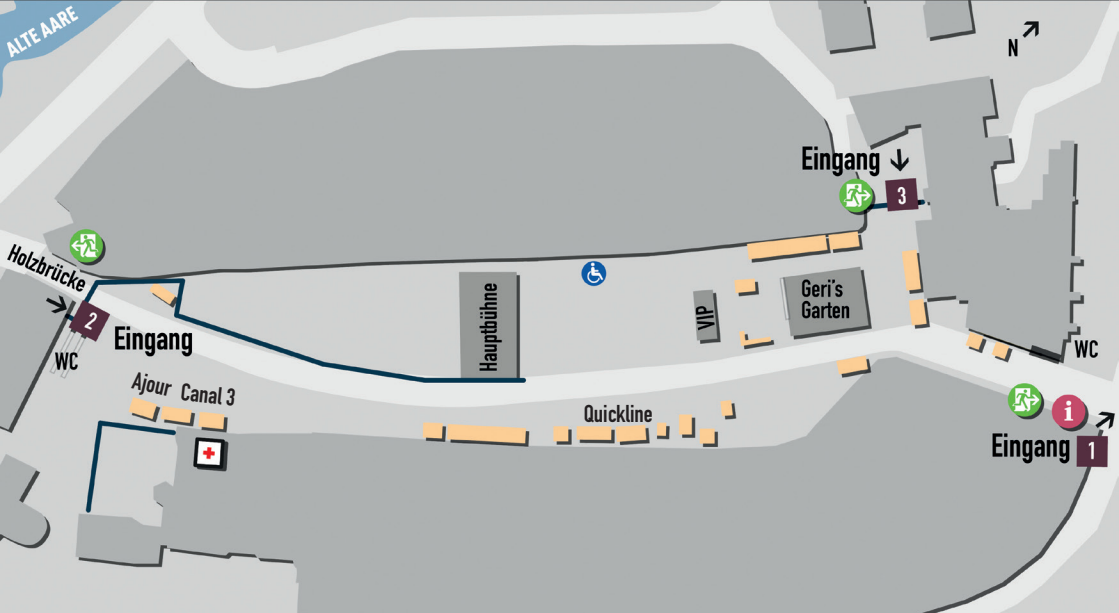 ALTE AARE
N
Eingang
3
Holzbrücke
2
Eingang
WC
Hauptbühne
VIP
Geri's
Garten
WC
Ajour Canal 3
Quickline
i
Eingang 1